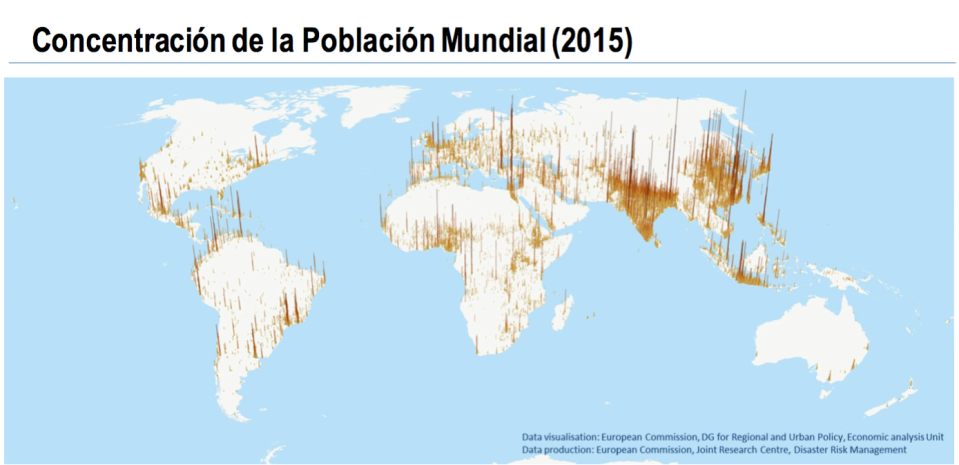 Concentración de la Población Mundial (2015)
Data visualisation: European Commission, DG for Regional and Urban Policy, Economic analysis Unit
Data production: European Commission, Joint Research Centre, Disaster Risk Management